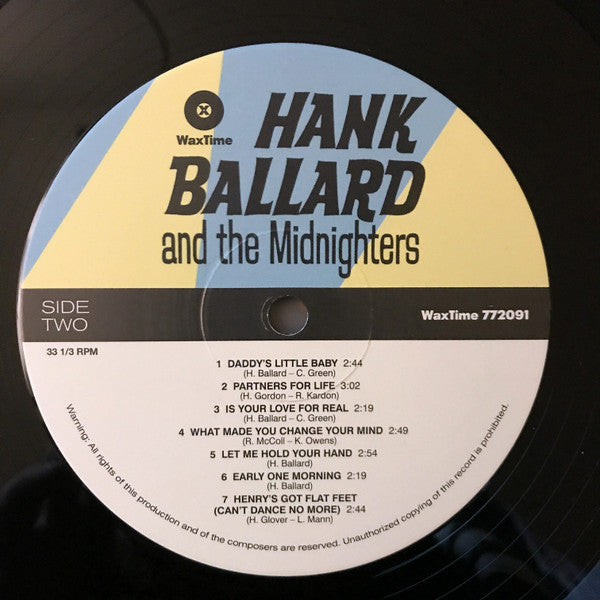 WaxTime
HANK
BALLARD
and the Midnighters
SIDE
TWO
WaxTime 772091
33 1/3 RPM
1 DADDY'S LITTLE BABY 2:44
(H. Ballard – C. Green)
2 PARTNERS FOR LIFE 3:02
(H. Gordon – R. Kardon)
3 IS YOUR LOVE FOR REAL 2:19
(H. Ballard – C. Green)
4 WHAT MADE YOU CHANGE YOUR MIND 2:49
(R. McColl – K. Owens)
5 LET ME HOLD YOUR HAND 2:54
(H. Ballard)
6 EARLY ONE MORNING 2:19
(H. Ballard)
7 HENRY'S GOT FLAT FEET
(CAN'T DANCE NO MORE) 2:44
(H. Glover – L. Mann)
Warning: All rights of this production and of the composers are reserved. Unauthorized copying of this record is prohibited.